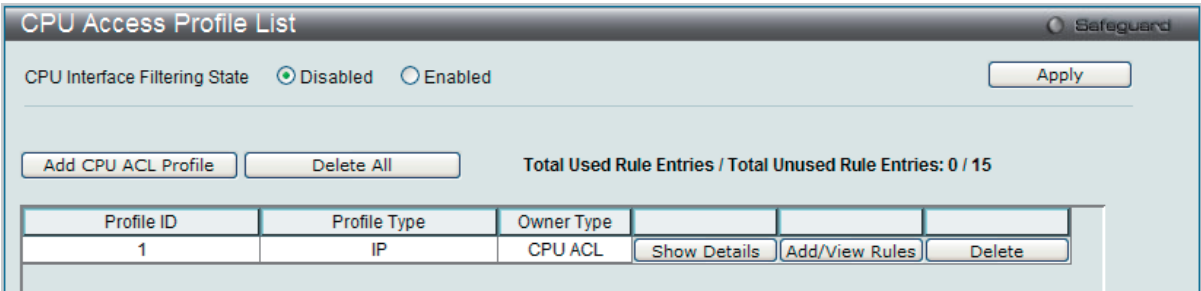 CPU Access Profile List
Safeguard
CPU Interface Filtering State Disabled Enabled Apply
Add CPU ACL Profile Delete All Total Used Rule Entries / Total Unused Rule Entries: 0 / 15
Profile ID Profile Type Owner Type
1 IP CPU ACL Show Details Add/View Rules Delete